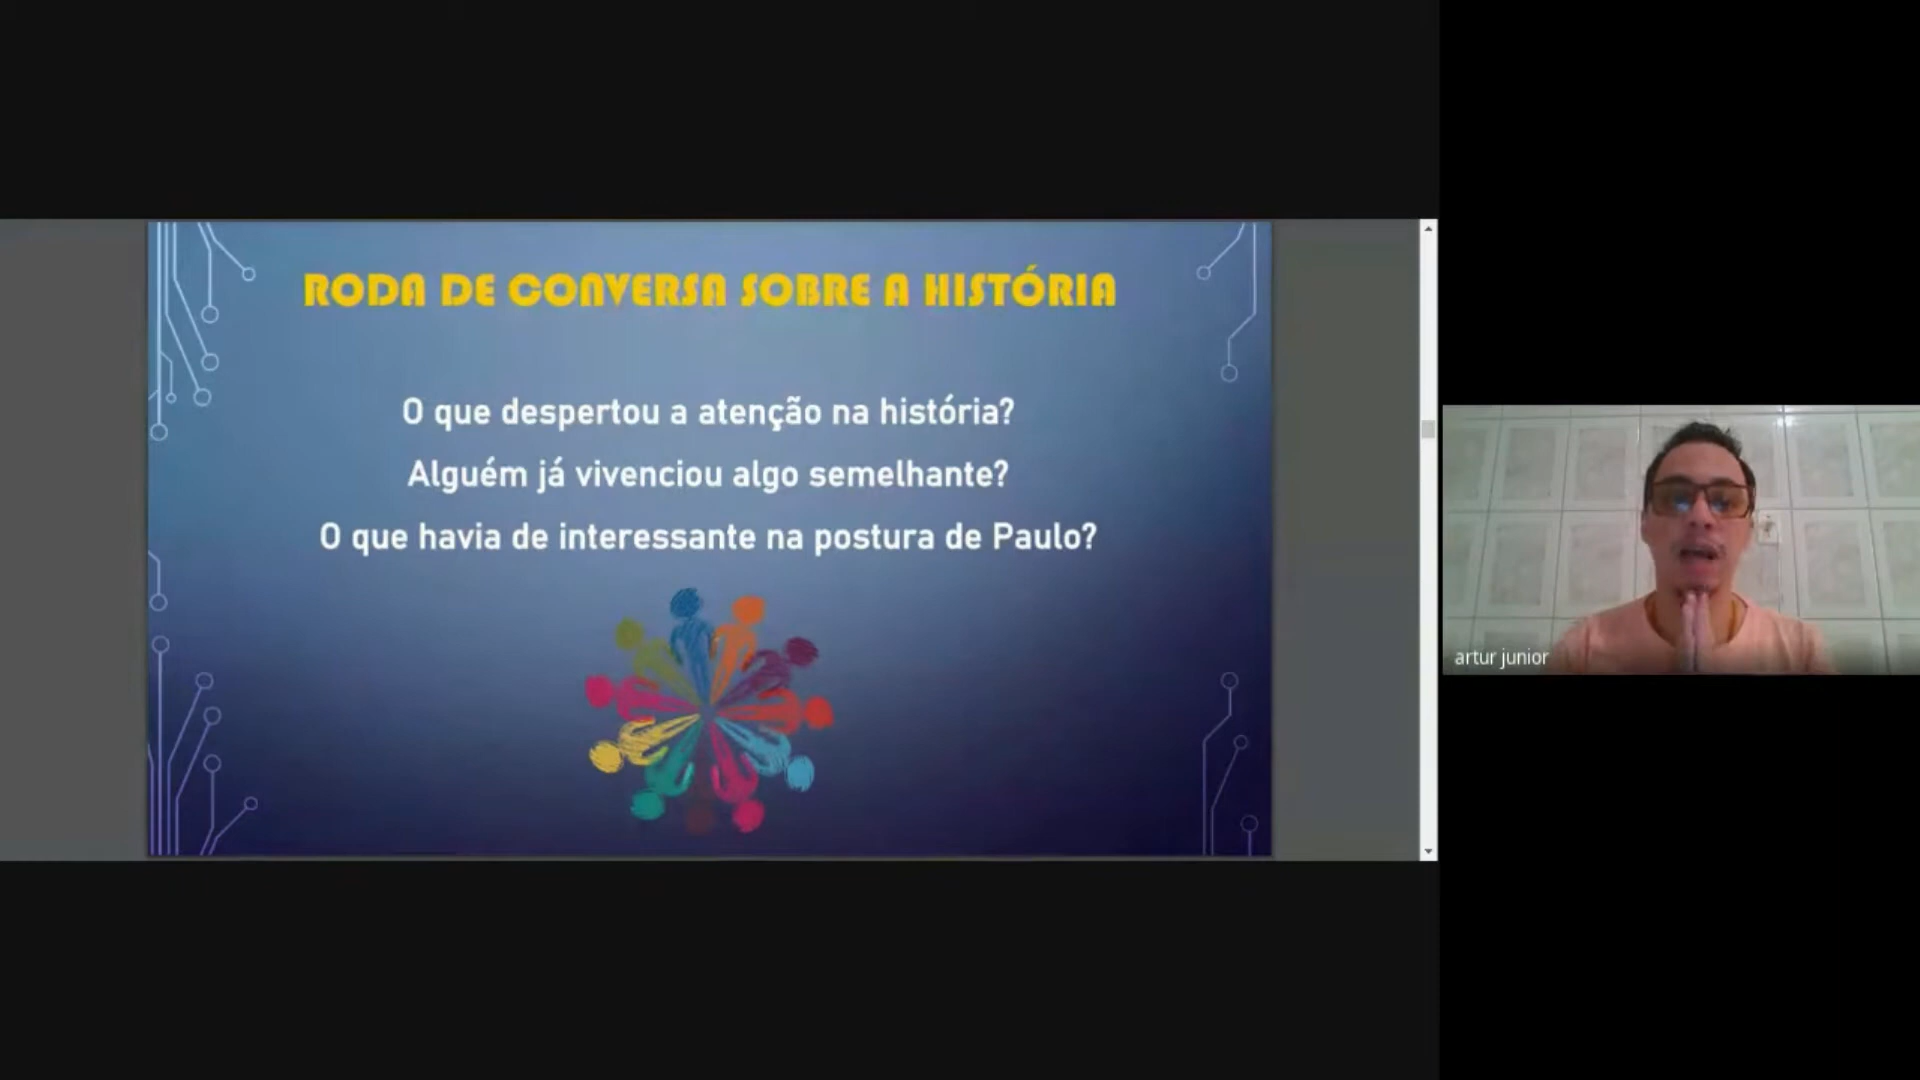 RODA DE CONVERSA SOBRE A HISTÓRIA
O que despertou a atenção na história?
Alguém já vivenciou algo semelhante?
O que havia de interessante na postura de Paulo?
artur junior